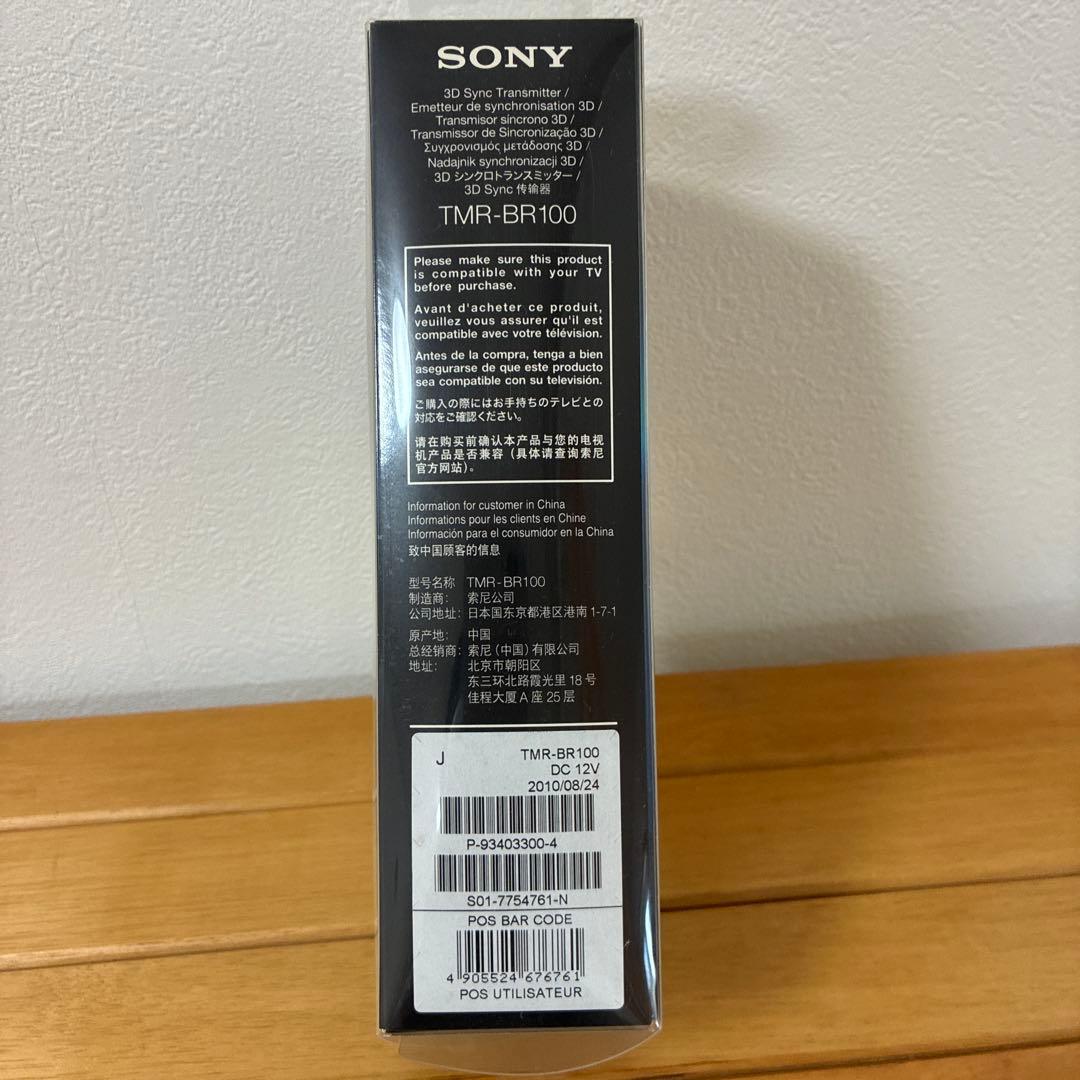 SONY
3D Sync Transmitter /
Emetteur de synchronisation 3D /
Transmisor síncrono 3D /
Transmissor de Sincronização 3D /
Συγχρονισμός μετάδοσης 3D /
Nadajnik synchronizacji 3D /
3D シンクロトランスミッター /
3D Sync 传输器
TMR-BR100
Please make sure this product
is compatible with your TV
before purchase.
Avant d'acheter ce produit,
veuillez vous assurer qu'il est
compatible avec votre télévision.
Antes de la compra, tenga a bien
asegurarse de que este producto
sea compatible con su televisión.
ご購入の際にはお手持ちのテレビとの
対応をご確認ください。
请在购买前确认本产品与您的电视
机产品是否兼容（具体请查询索尼
官方网站）。
Information for customer in China
Informations pour les clients en Chine
Información para el consumidor en la China
致中国顾客的信息
型号名称 TMR-BR100
制造商： 索尼公司
公司地址：日本国东京都港区港南 1-7-1
原产地： 中国
总经销商：索尼（中国）有限公司
地址： 北京市朝阳区
东三环北路霞光里 18 号
佳程大厦 A 座 25 层
J TMR-BR100
DC 12V
2010/08/24
P-93403300-4
S01-7754761-N
POS BAR CODE
4 905524 676761
POS UTILISATEUR